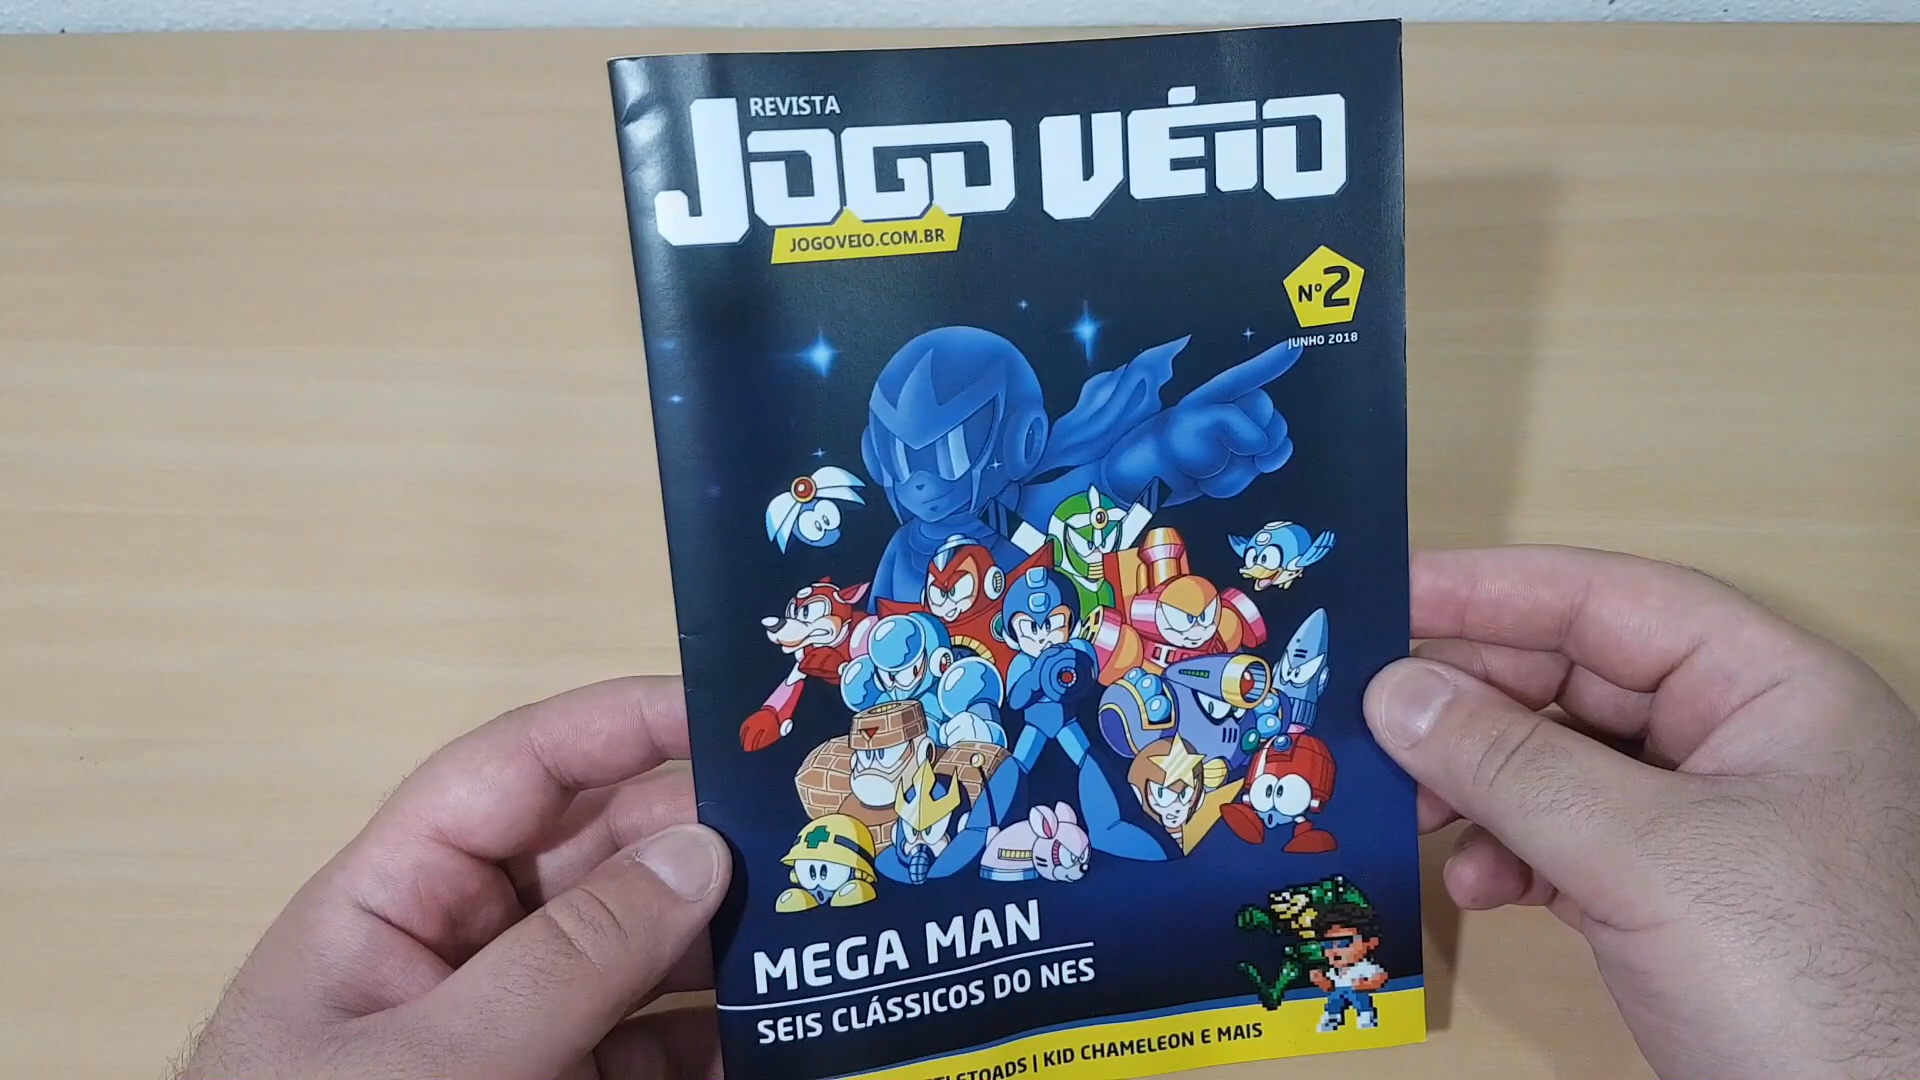 REVISTA
JOGO VÉIO
JOGOVEIO.COM.BR
Nº2
JUNHO 2018
MEGA MAN
SEIS CLÁSSICOS DO NES
| KID CHAMELEON E MAIS